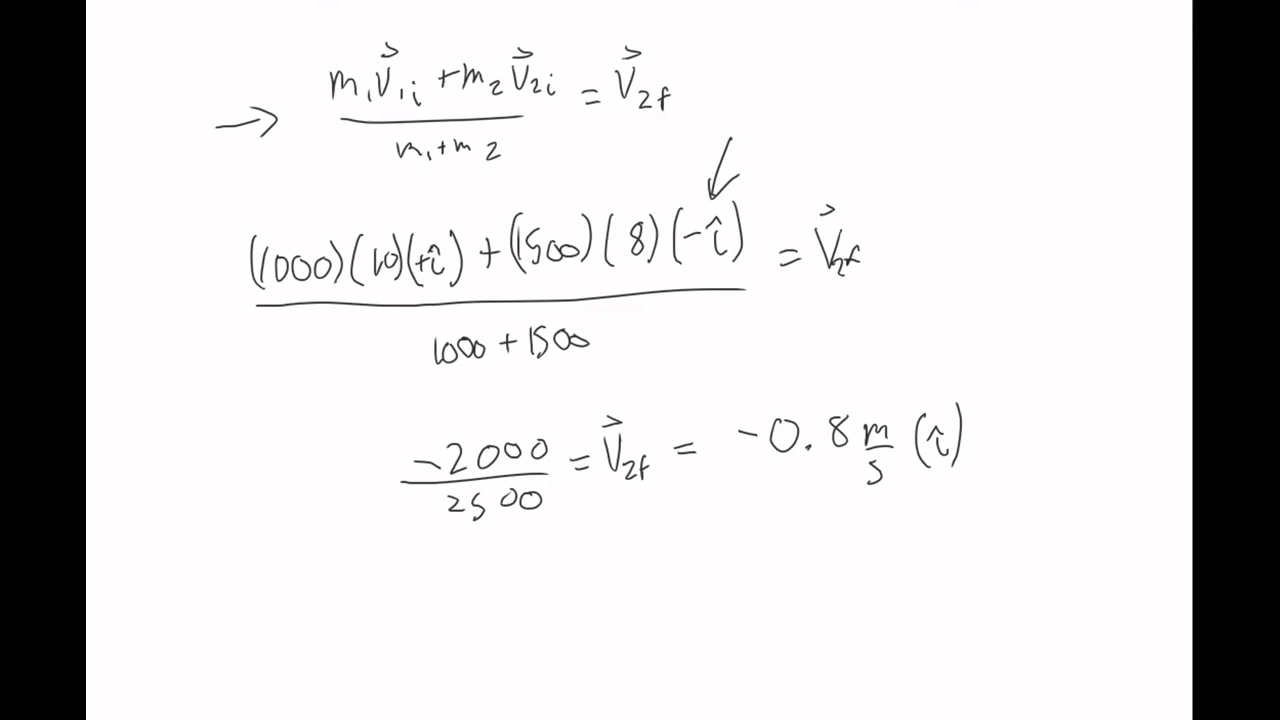 → (m₁v⃗₁ᵢ + m₂v⃗₂ᵢ) / (m₁ + m₂) = v⃗₂f
((1000)(10)(+î) + (1500)(8)(-î)) / (1000 + 1500) = v⃗₂f
-2000 / 2500 = v⃗₂f = -0.8 m/s (î)